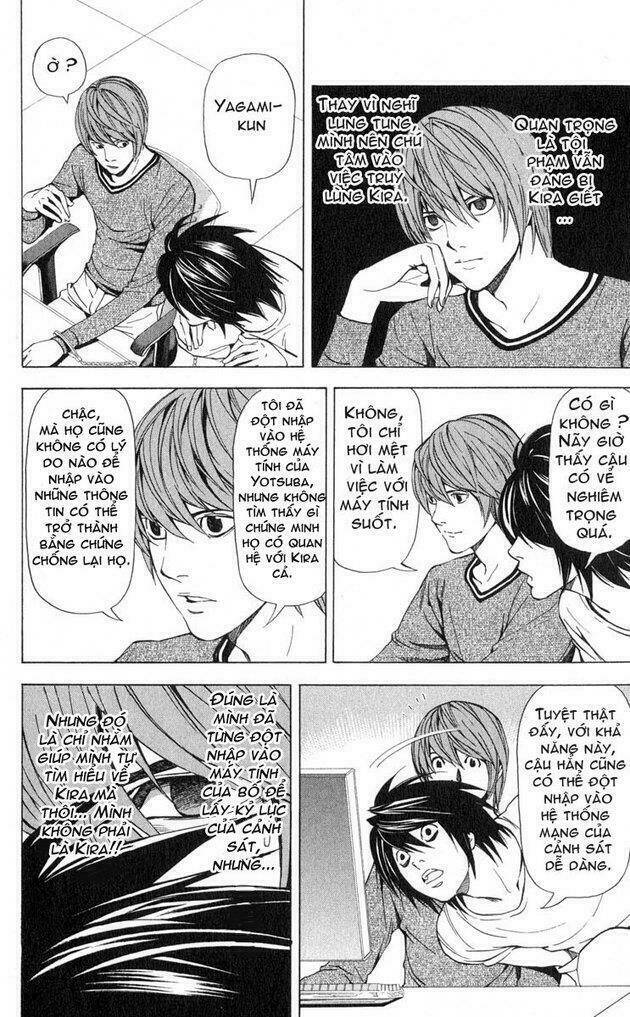 QUAN TRỌNG
LÀ TỘI
PHẠM VẪN
ĐANG BỊ
KIRA GIẾT
...
THAY VÌ NGHĨ
LUNG TUNG,
MÌNH NÊN CHÚ
TÂM VÀO
VIỆC TRUY
LÙNG KIRA.
YAGAMI-
KUN
Ờ ?
CÓ GÌ
KHÔNG ?
NÃY GIỜ
THẤY CẬU
CÓ VẺ
NGHIÊM
TRỌNG
QUÁ.
KHÔNG,
TÔI CHỈ
HƠI MỆT
VÌ LÀM
VIỆC VỚI
MÁY TÍNH
SUỐT.
TÔI ĐÃ
ĐỘT NHẬP
VÀO HỆ
THỐNG MÁY
TÍNH CỦA
YOTSUBA,
NHƯNG KHÔNG
TÌM THẤY GÌ
CHỨNG MINH
HỌ CÓ QUAN
HỆ VỚI KIRA
CẢ.
CHẬC,
MÀ HỌ CŨNG
KHÔNG CÓ LÝ
DO NÀO ĐỂ
NHẬP VÀO
NHỮNG THÔNG
TIN CÓ THỂ
TRỞ THÀNH
BẰNG CHỨNG
CHỐNG LẠI HỌ.
TUYỆT THẬT
ĐẤY, VỚI KHẢ
NĂNG NÀY,
CẬU HẲN CŨNG
CÓ THỂ ĐỘT
NHẬP VÀO
HỆ THỐNG
MẠNG CỦA
CẢNH SÁT
DỄ DÀNG.
ĐÚNG LÀ
MÌNH ĐÃ
TỪNG ĐỘT
NHẬP VÀO
MÁY TÍNH
CỦA BỐ ĐỂ
LẤY KỶ LỤC
CỦA CẢNH
SÁT,
NHƯNG...
NHƯNG ĐÓ
LÀ CHỈ NHẰM
GIÚP MÌNH TỰ
TÌM HIỂU VỀ
KIRA MÀ
THÔI... MÌNH
KHÔNG PHẢI
LÀ KIRA!!